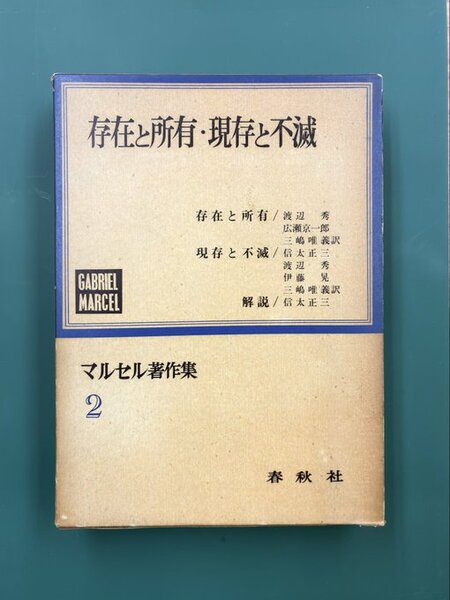 存在と所有・現存と不滅
存在と所有/渡辺 秀
広瀬京一郎
三嶋唯義訳
現存と不滅/信太正三
渡辺 秀
伊藤 晃
三嶋唯義訳
解説/信太正三
GABRIEL
MARCEL
マルセル著作集
2
春秋社